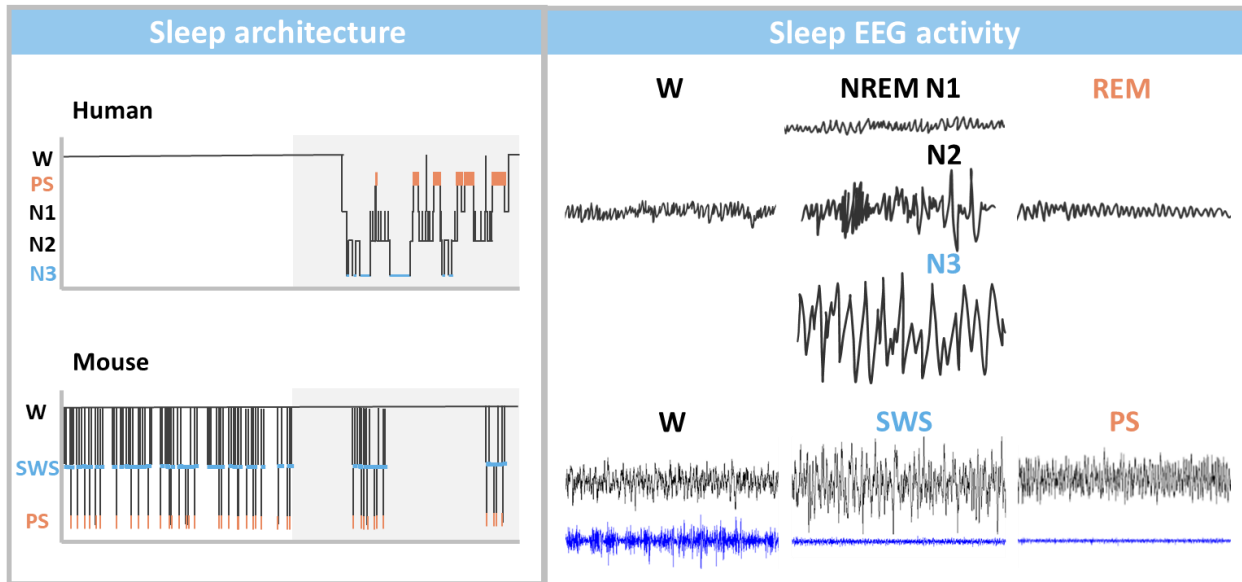 Sleep architecture
Human
W
PS
N1
N2
N3
Mouse
W
SWS
PS
Sleep EEG activity
W
NREM N1
REM
N2
N3
W
SWS
PS